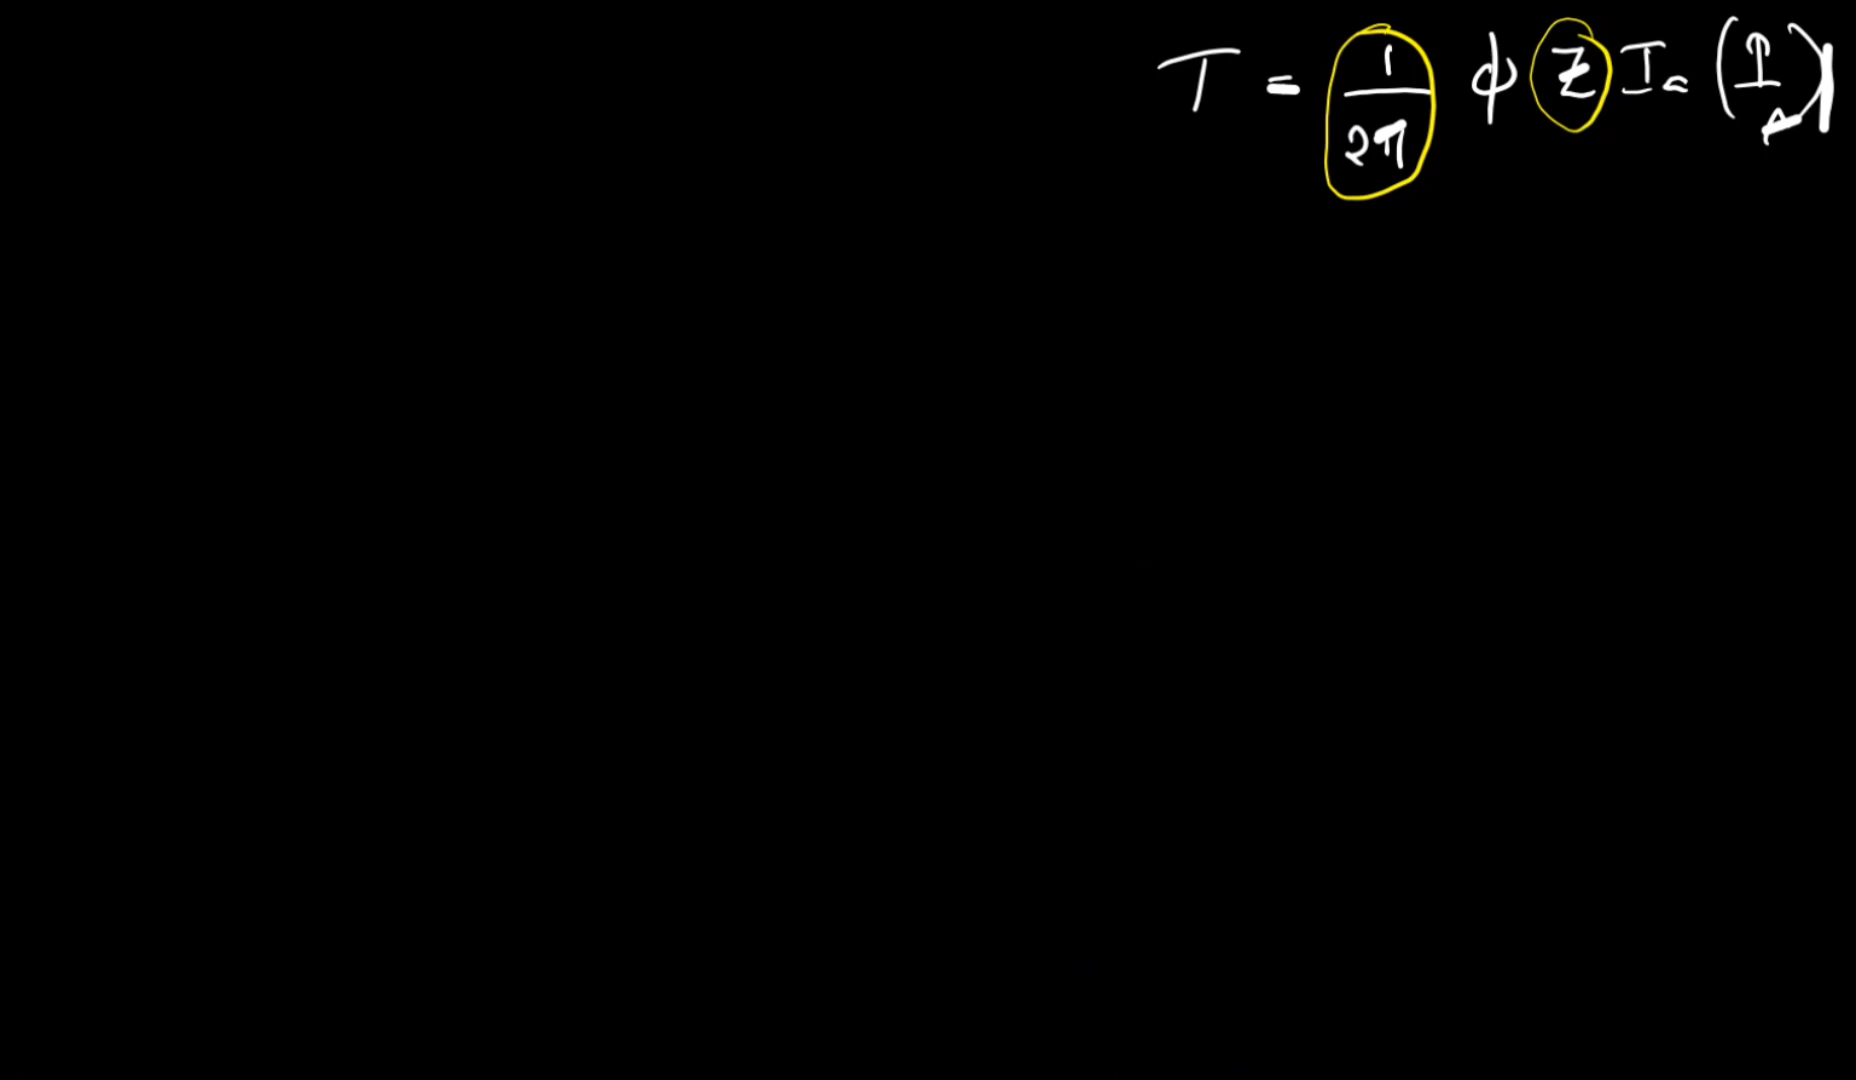 T = 1/2π φ Z Ia (P/A)